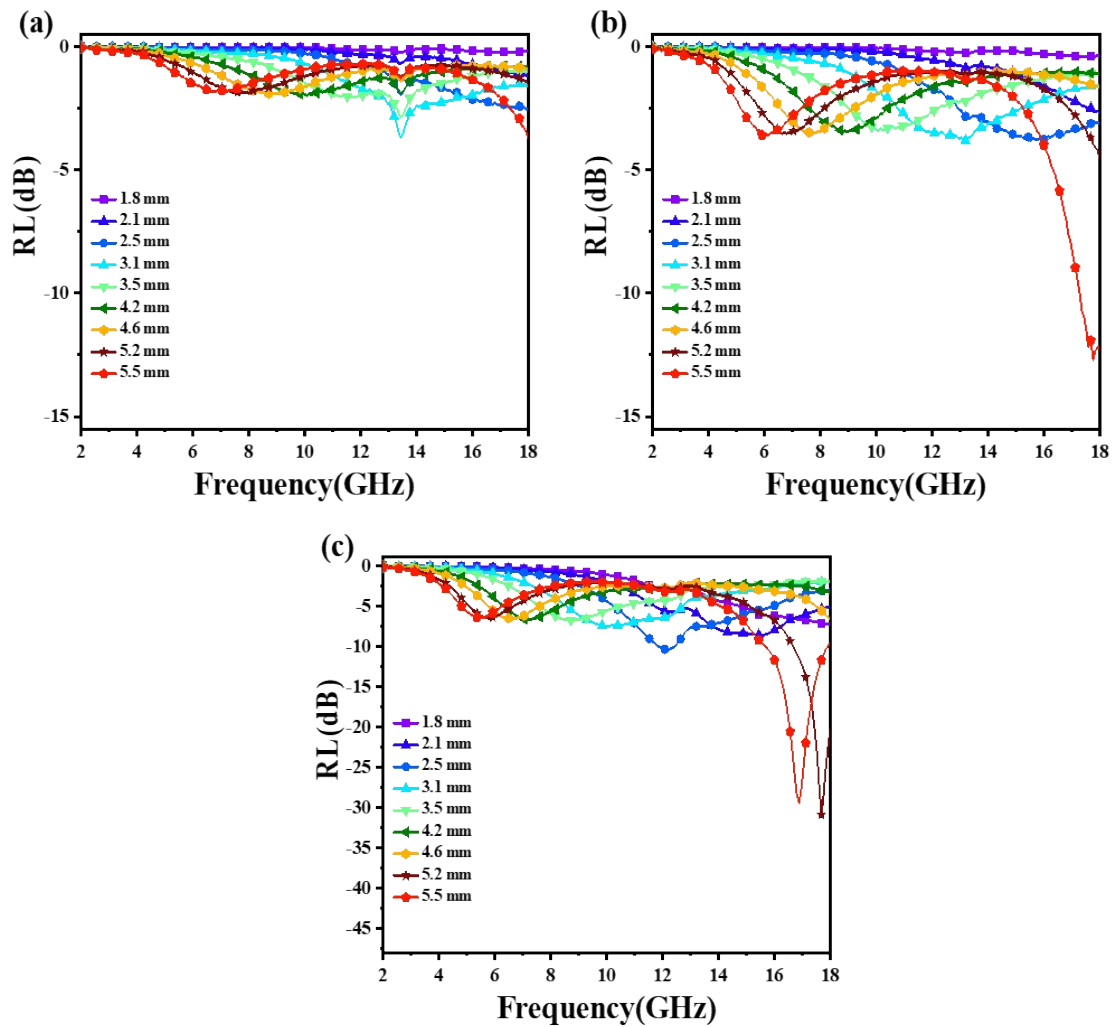 (a)
0
-5
-10
-15
RL(dB)
1.8 mm
2.1 mm
2.5 mm
3.1 mm
3.5 mm
4.2 mm
4.6 mm
5.2 mm
5.5 mm
2 4 6 8 10 12 14 16 18
Frequency(GHz)
(b)
0
-5
-10
-15
RL(dB)
1.8 mm
2.1 mm
2.5 mm
3.1 mm
3.5 mm
4.2 mm
4.6 mm
5.2 mm
5.5 mm
2 4 6 8 10 12 14 16 18
Frequency(GHz)
(c)
0
-5
-10
-15
-20
-25
-30
-35
-40
-45
RL(dB)
1.8 mm
2.1 mm
2.5 mm
3.1 mm
3.5 mm
4.2 mm
4.6 mm
5.2 mm
5.5 mm
2 4 6 8 10 12 14 16 18
Frequency(GHz)